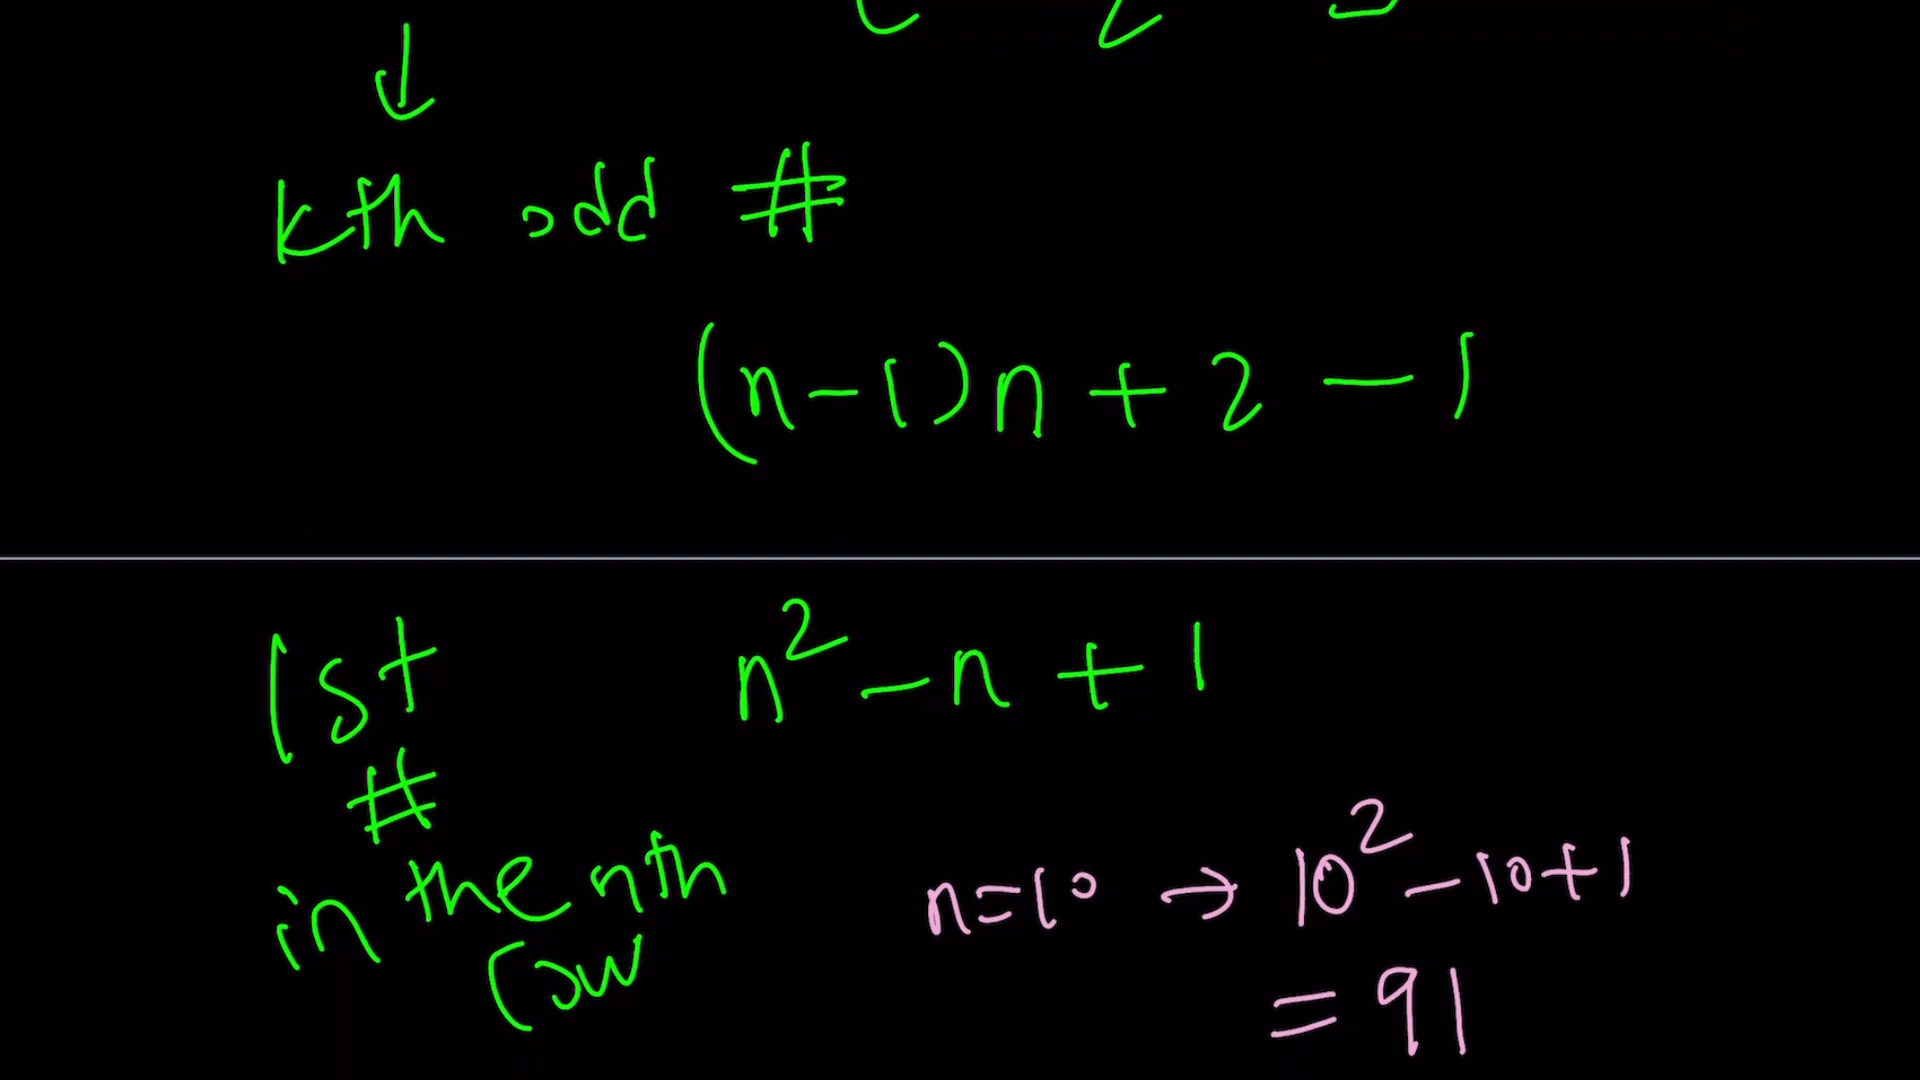 kth odd #
(n-1)n + 2 - 1
1st n² - n + 1
#
in the nth
row
n=10 → 10² - 10 + 1
= 91